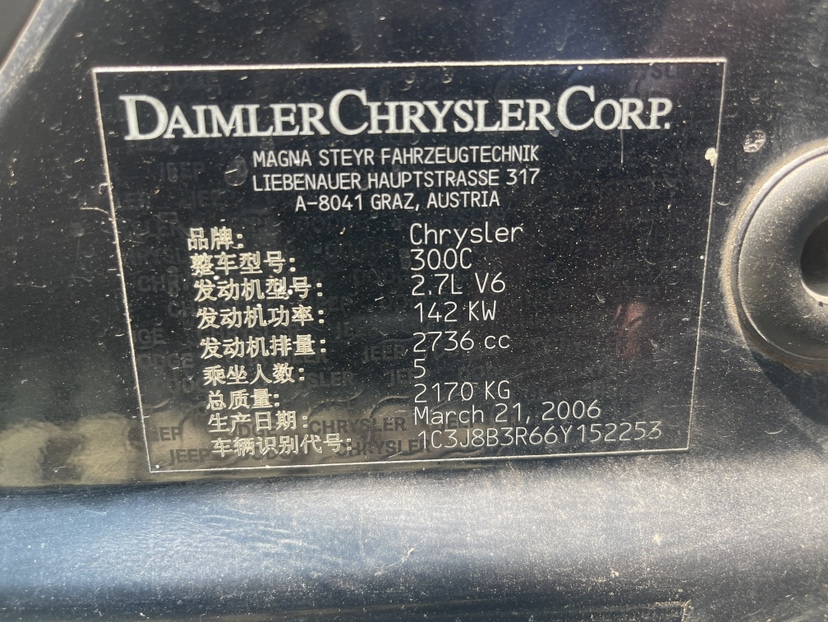 DAIMLERCHRYSLER CORP.
MAGNA STEYR FAHRZEUGTECHNIK
LIEBENAUER HAUPTSTRASSE 317
A-8041 GRAZ, AUSTRIA
品牌: Chrysler
整车型号: 300C
发动机型号: 2.7L V6
发动机功率: 142 KW
发动机排量: 2736 cc
乘坐人数: 5
总质量: 2170 KG
生产日期: March 21, 2006
车辆识别代号: 1C3J8B3R66Y152253